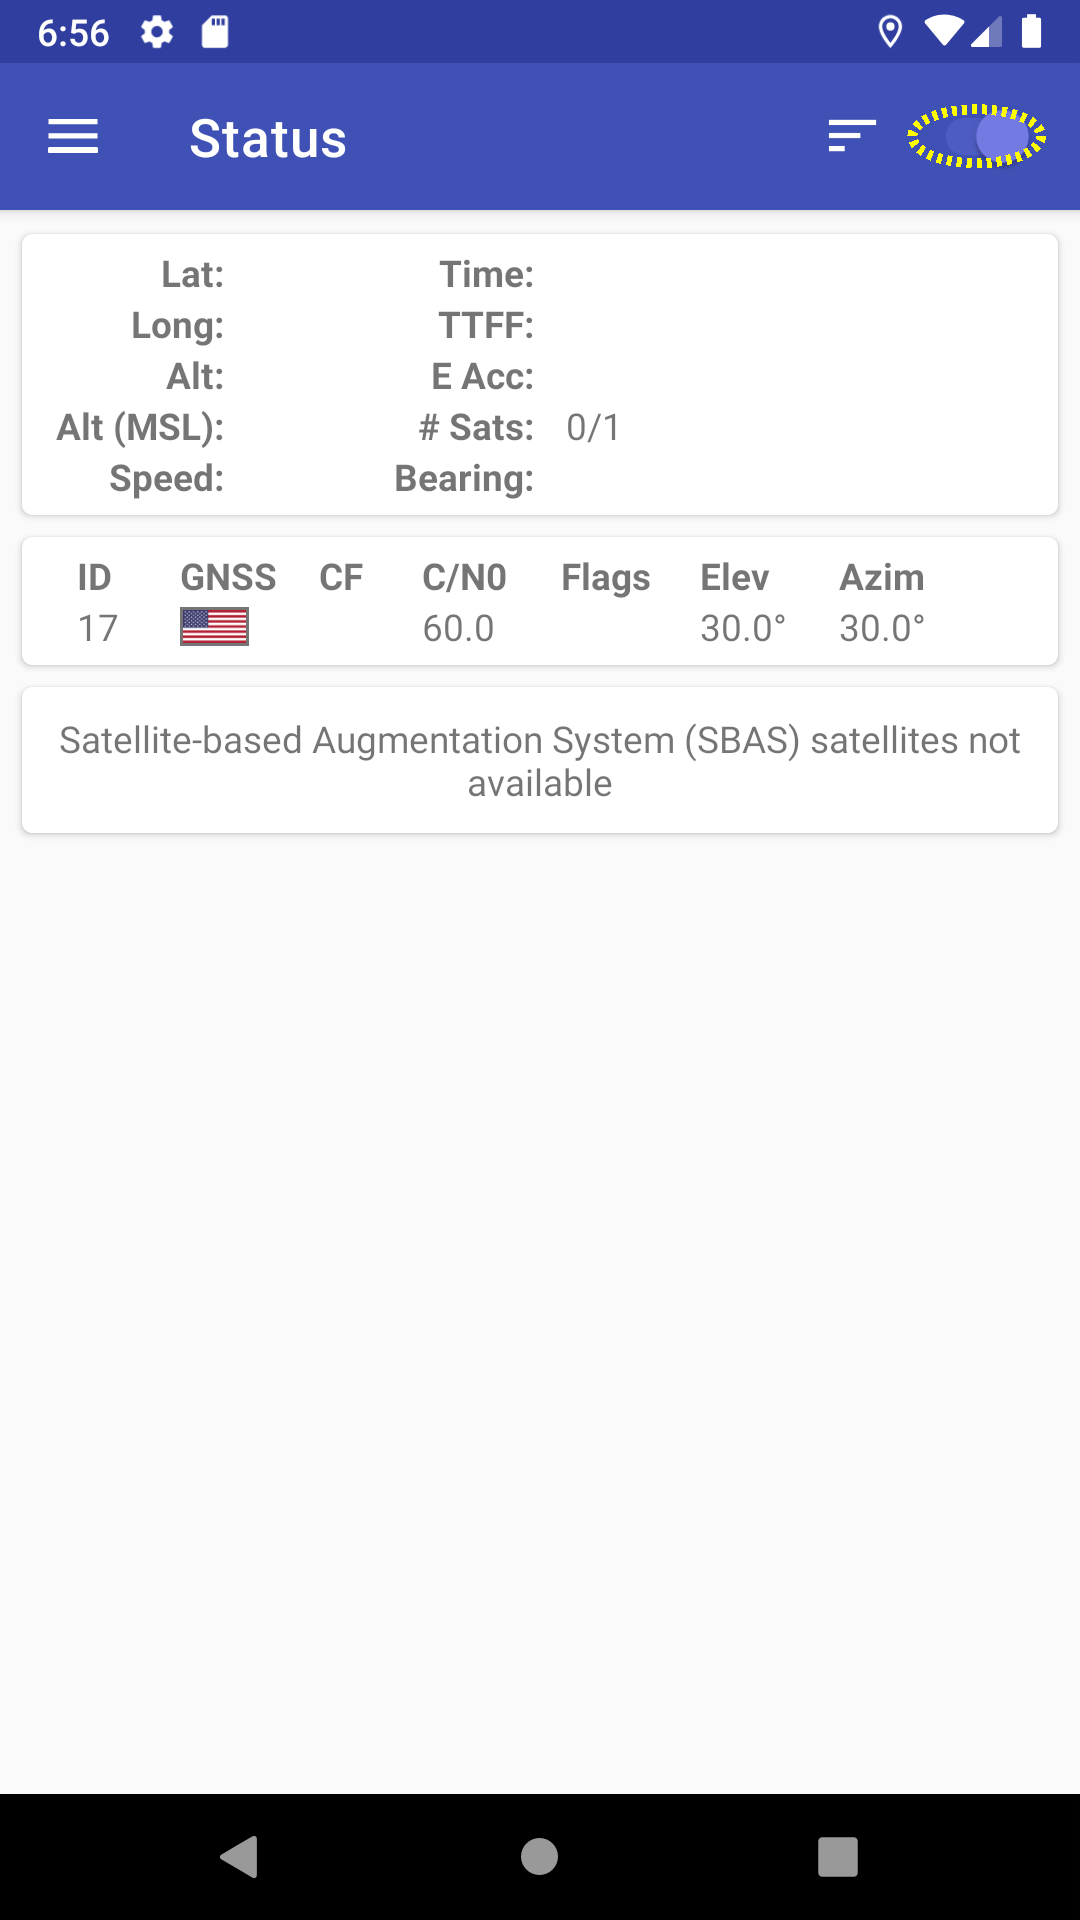 6:56
Status
Lat: Time:
Long: TTFF:
Alt: E Acc:
Alt (MSL): # Sats: 0/1
Speed: Bearing:
ID GNSS CF C/N0 Flags Elev Azim
17 60.0 30.0° 30.0°
Satellite-based Augmentation System (SBAS) satellites not
available